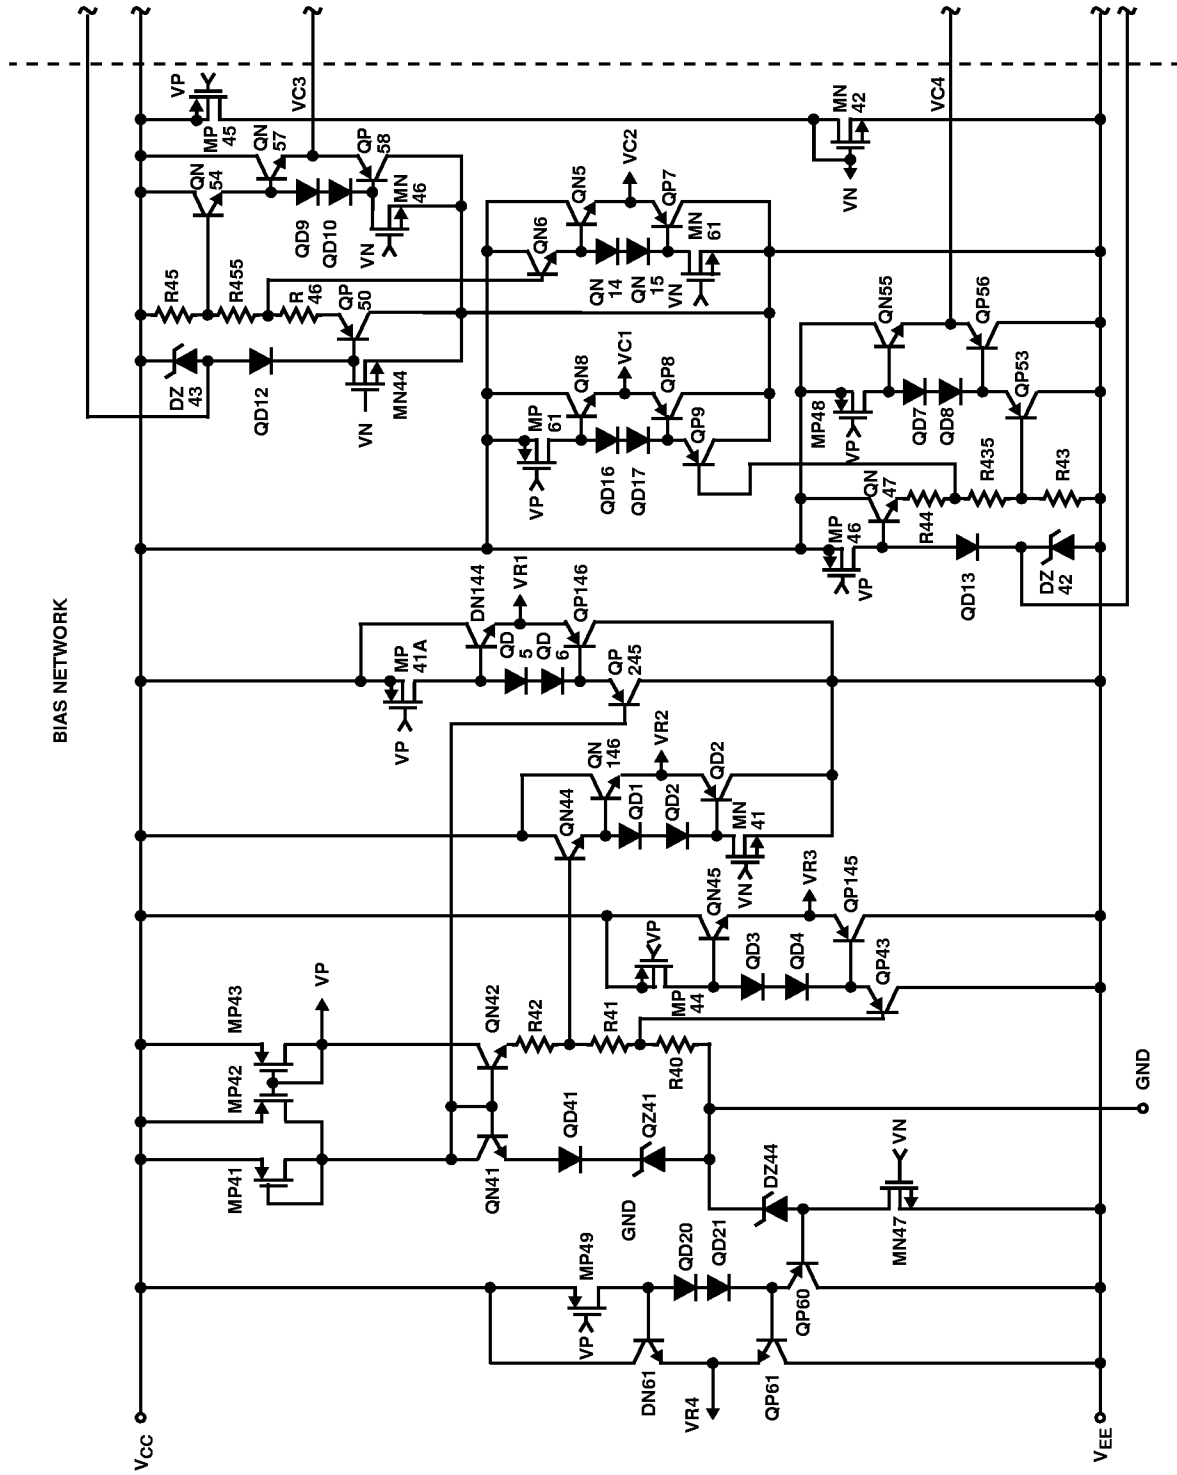 BIAS NETWORK
VP
MP
45
VC3
QN
57
QP
58
QN
54
QD9
QD10
MN
46
VN
R45
R455
R
46
QP
50
DZ
43
QD12
VN
MN44
MN
42
VN
VC4
QN5
VC2
QP7
QN6
QN
14
QN
15
MN
61
VN
QN8
VC1
QP8
MP
61
VP
QD16
QD17
QP9
QN55
QP56
MP48
VP
QD7
QD8
QP53
QN
47
R44
R435
R43
MP
46
VP
QD13
DZ
42
DN144
VR1
QP146
MP
41A
VP
QD
5
QD
6
QP
245
QN
146
VR2
QD2
QN44
QD1
QD2
MN
41
VN
QN45
VR3
QP145
VP
MP
44
QD3
QD4
QP43
MP43
VP
MP42
MP41
QN42
R42
R41
R40
QN41
QD41
QZ41
GND
GND
DZ44
VN
MN47
MP49
VP
QD20
QD21
QP60
DN61
VR4
QP61
VCC
VEE